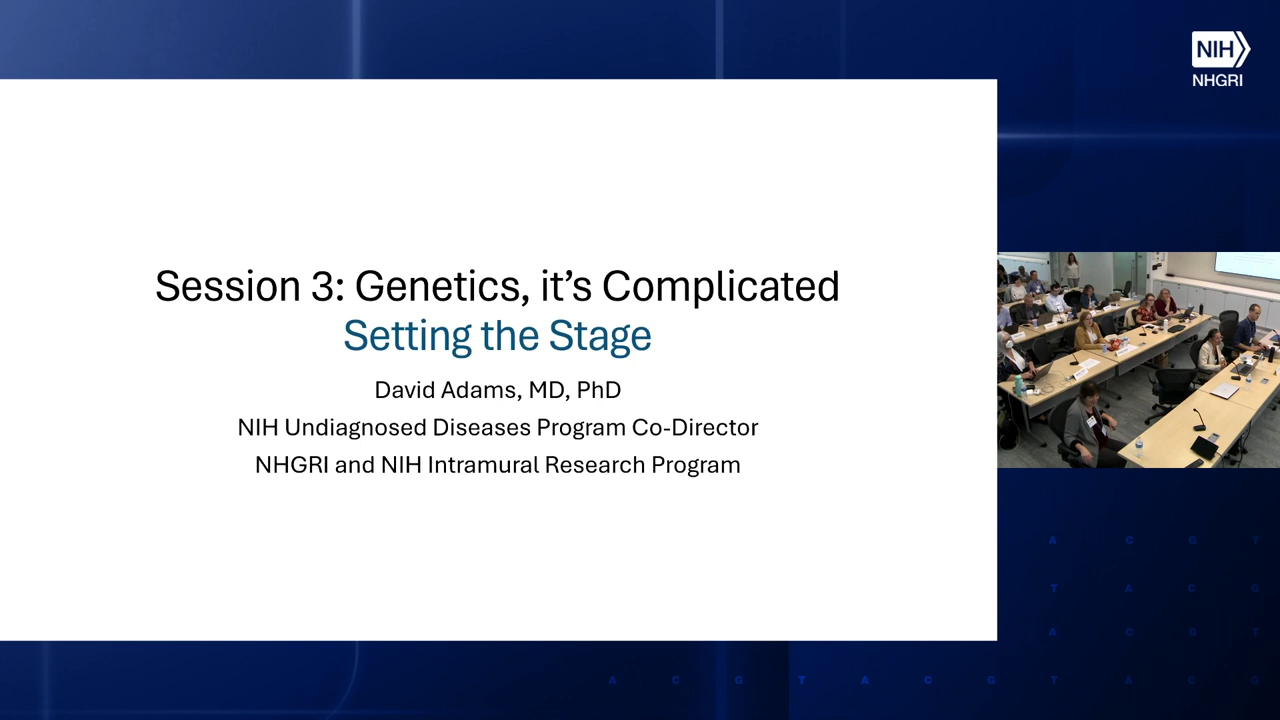 NIH
NHGRI
Session 3: Genetics, it's Complicated
Setting the Stage
David Adams, MD, PhD
NIH Undiagnosed Diseases Program Co-Director
NHGRI and NIH Intramural Research Program
A C G T
T A C G
A C G T
A C G T A C G T A C G